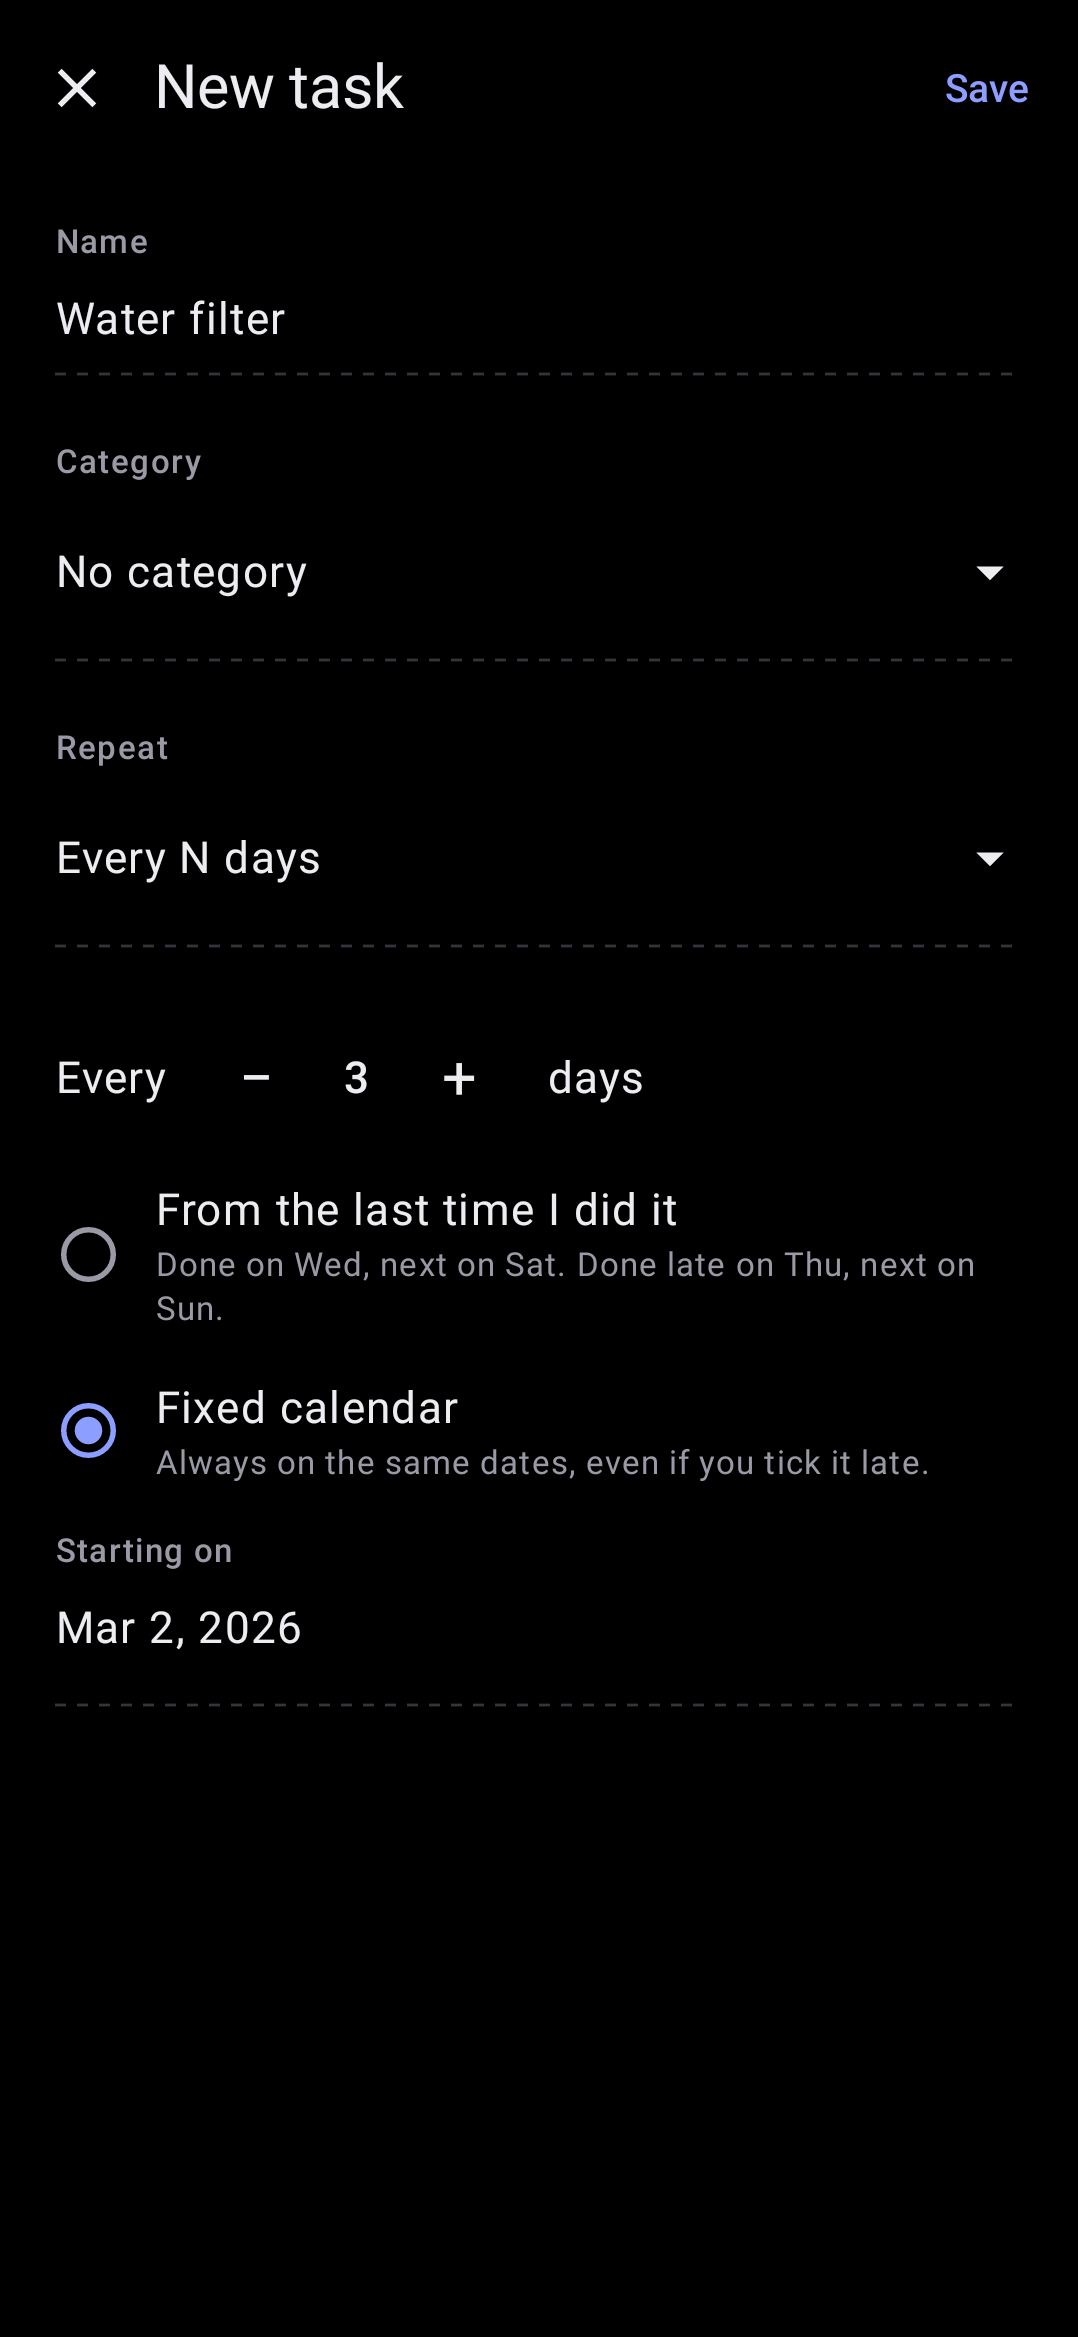 New task
Save
Name
Water filter
Category
No category
Repeat
Every N days
Every − 3 + days
From the last time I did it
Done on Wed, next on Sat. Done late on Thu, next on
Sun.
Fixed calendar
Always on the same dates, even if you tick it late.
Starting on
Mar 2, 2026